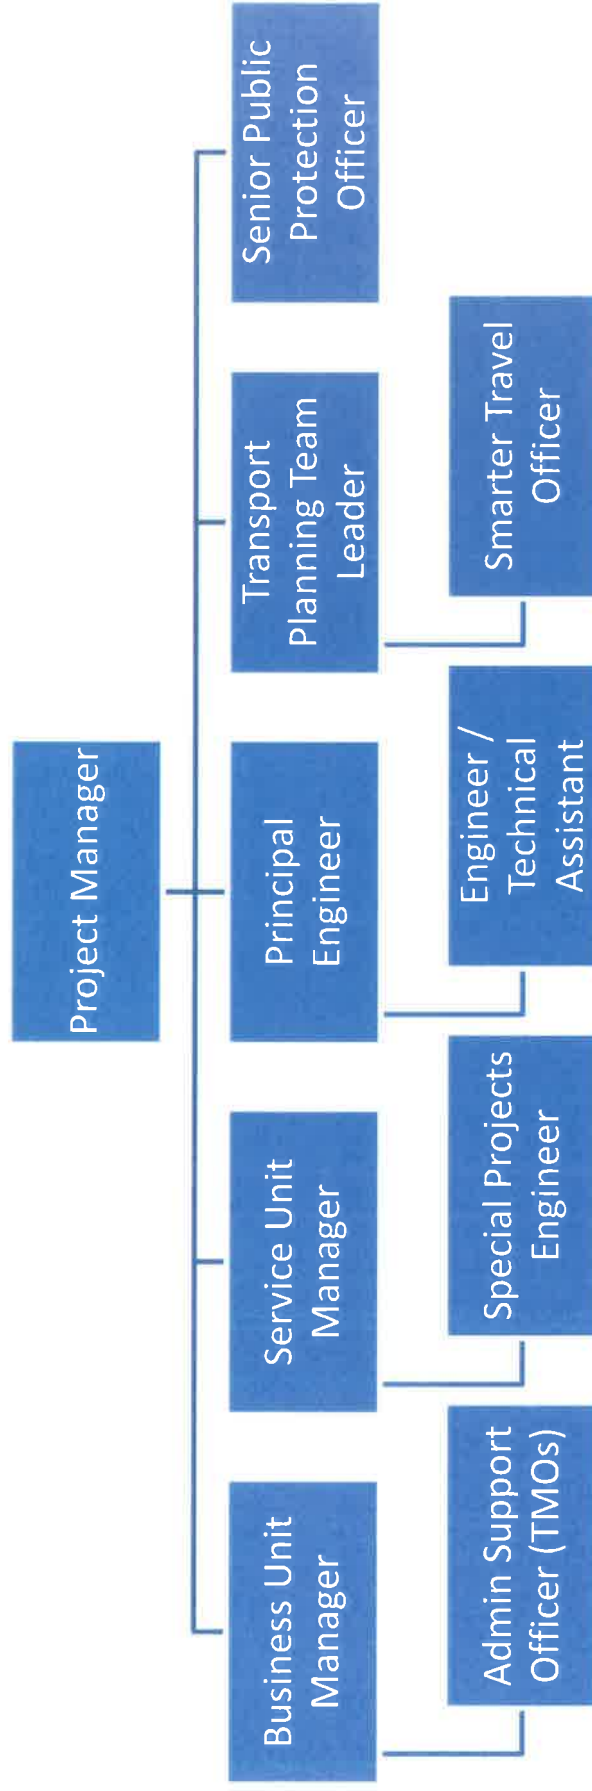 Project Manager
Business Unit
Manager
Service Unit
Manager
Principal
Engineer
Transport
Planning Team
Leader
Senior Public
Protection
Officer
Admin Support
Officer (TMOs)
Special Projects
Engineer
Engineer /
Technical
Assistant
Smarter Travel
Officer